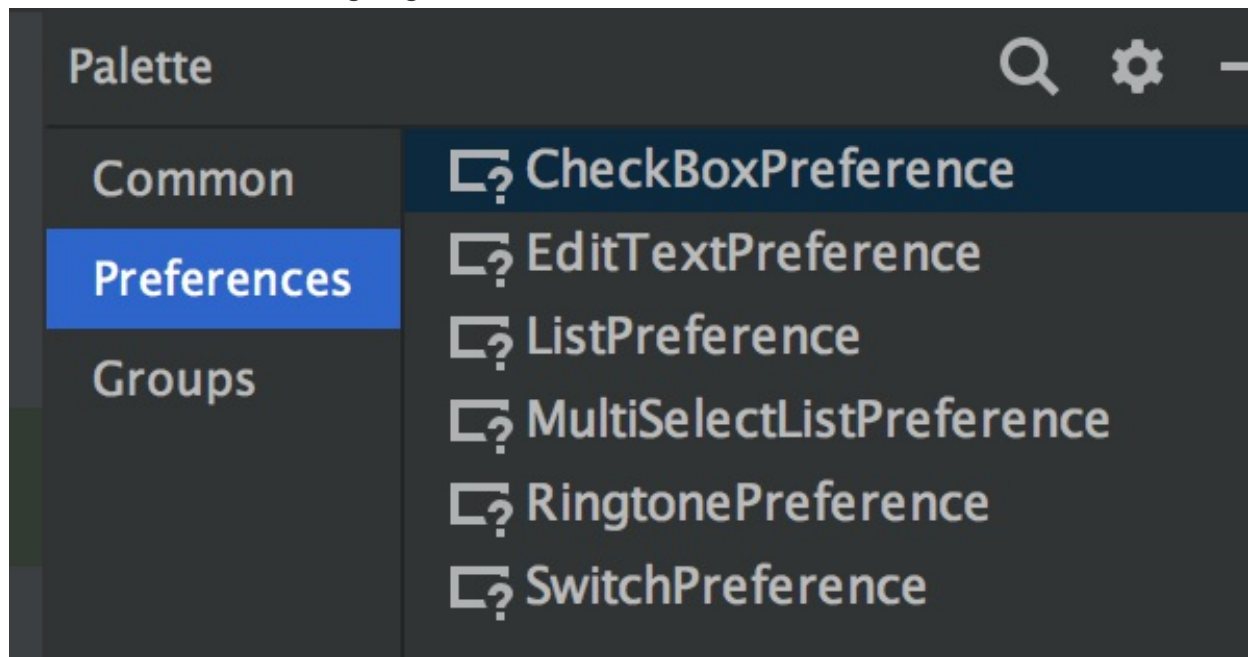 Palette
Common
Preferences
Groups
CheckBoxPreference
EditTextPreference
ListPreference
MultiSelectListPreference
RingtonePreference
SwitchPreference